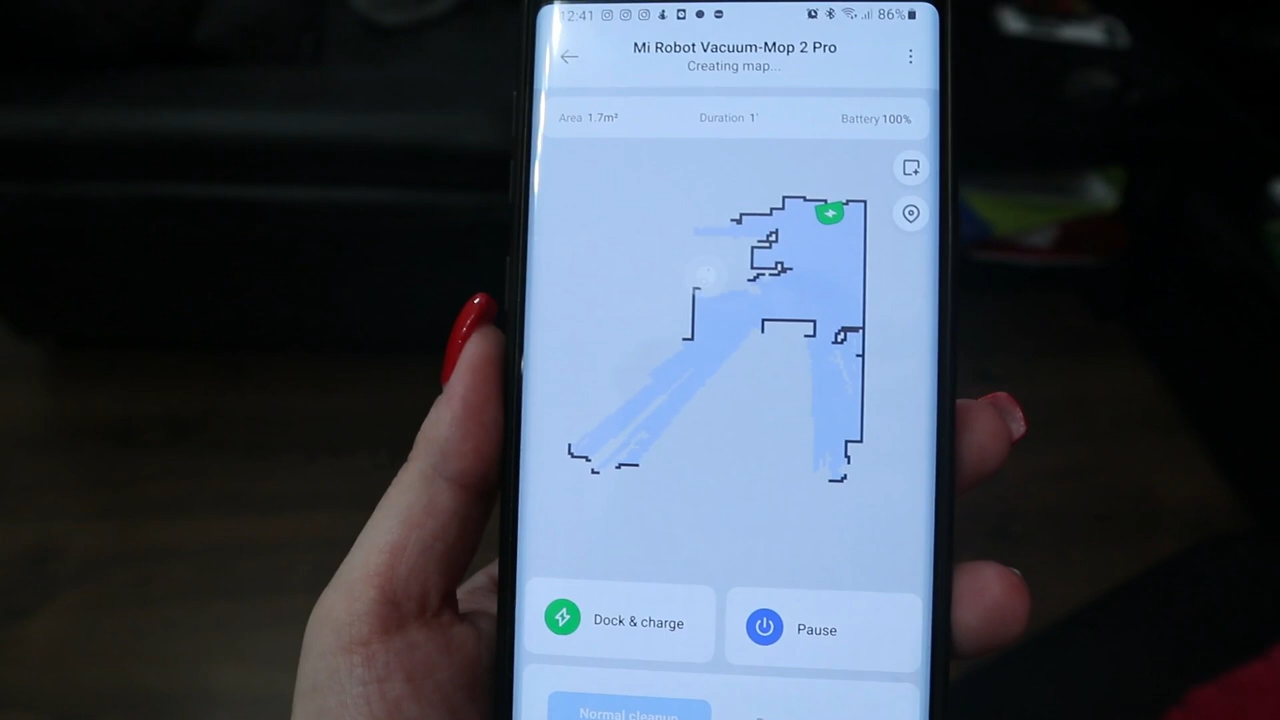 12:41 86%
Mi Robot Vacuum-Mop 2 Pro
Creating map...
Area 1.7m² Duration 1' Battery 100%
Dock & charge Pause
Normal cleanup